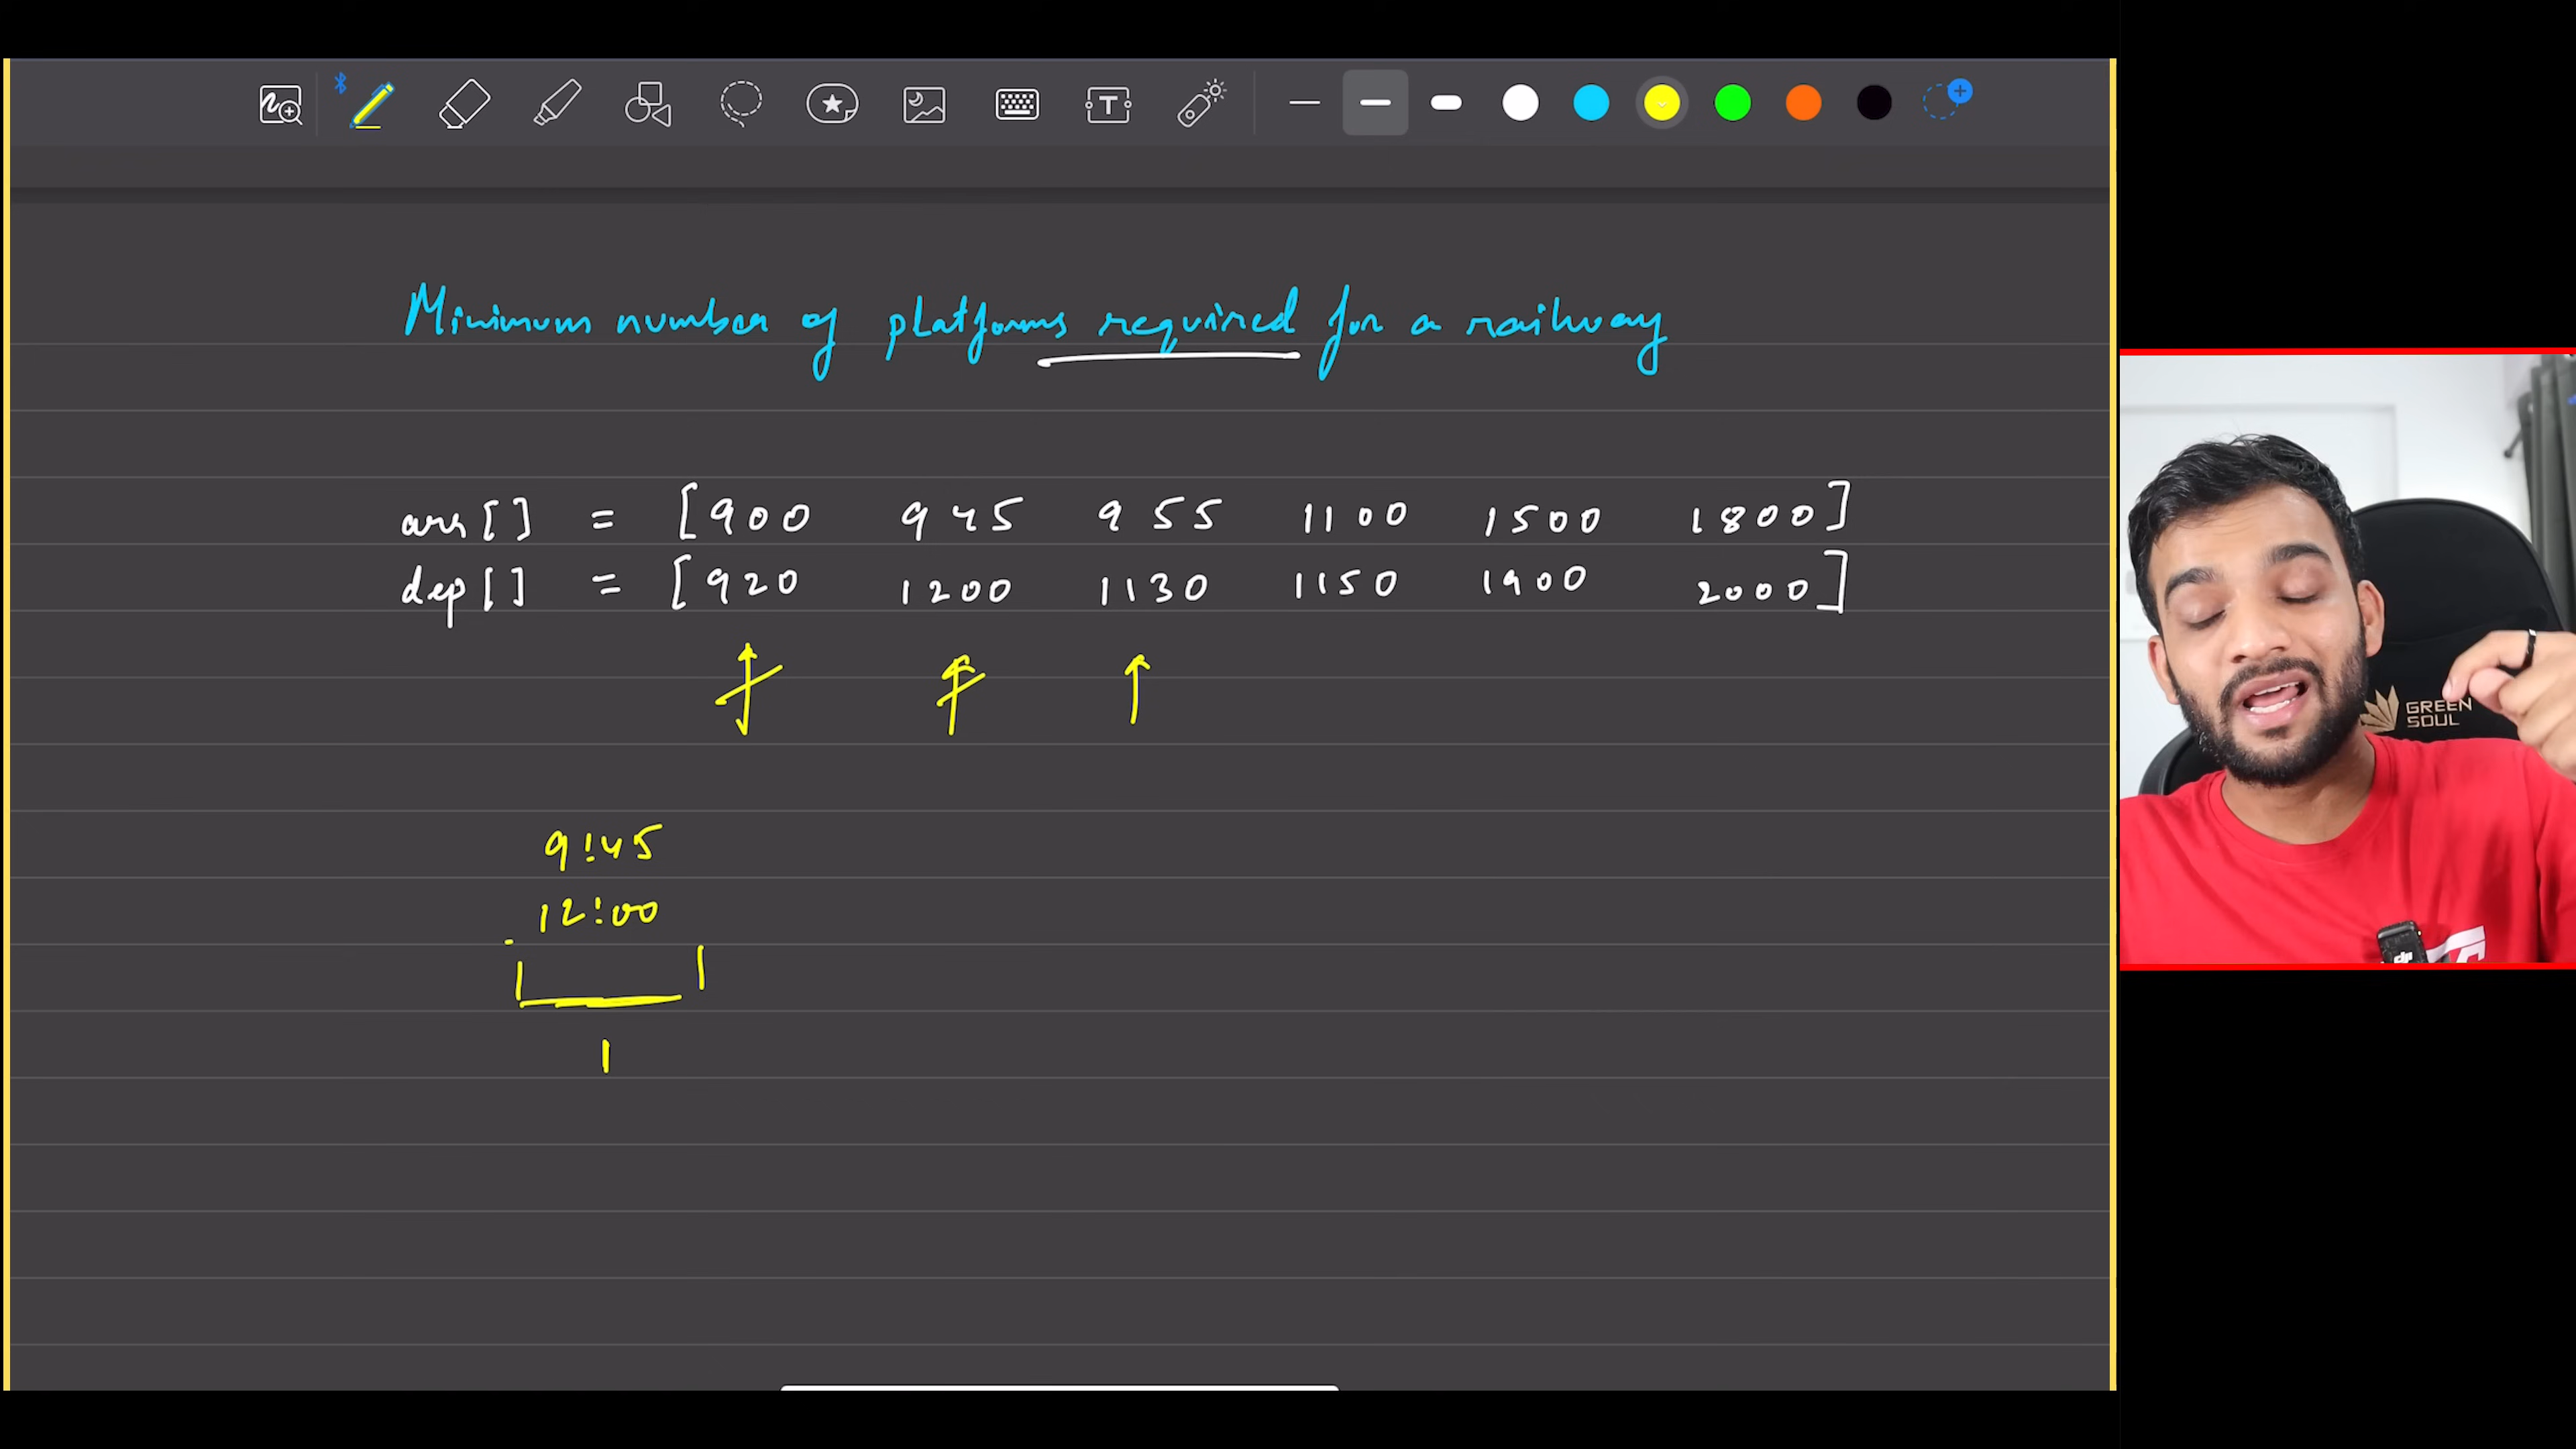 Minimum number of platforms required for a railway
arr[] = [900 945 955 1100 1500 1800]
dep[] = [920 1200 1130 1150 1900 2000]
9:45
12:00
1
T
GREEN
SOUL